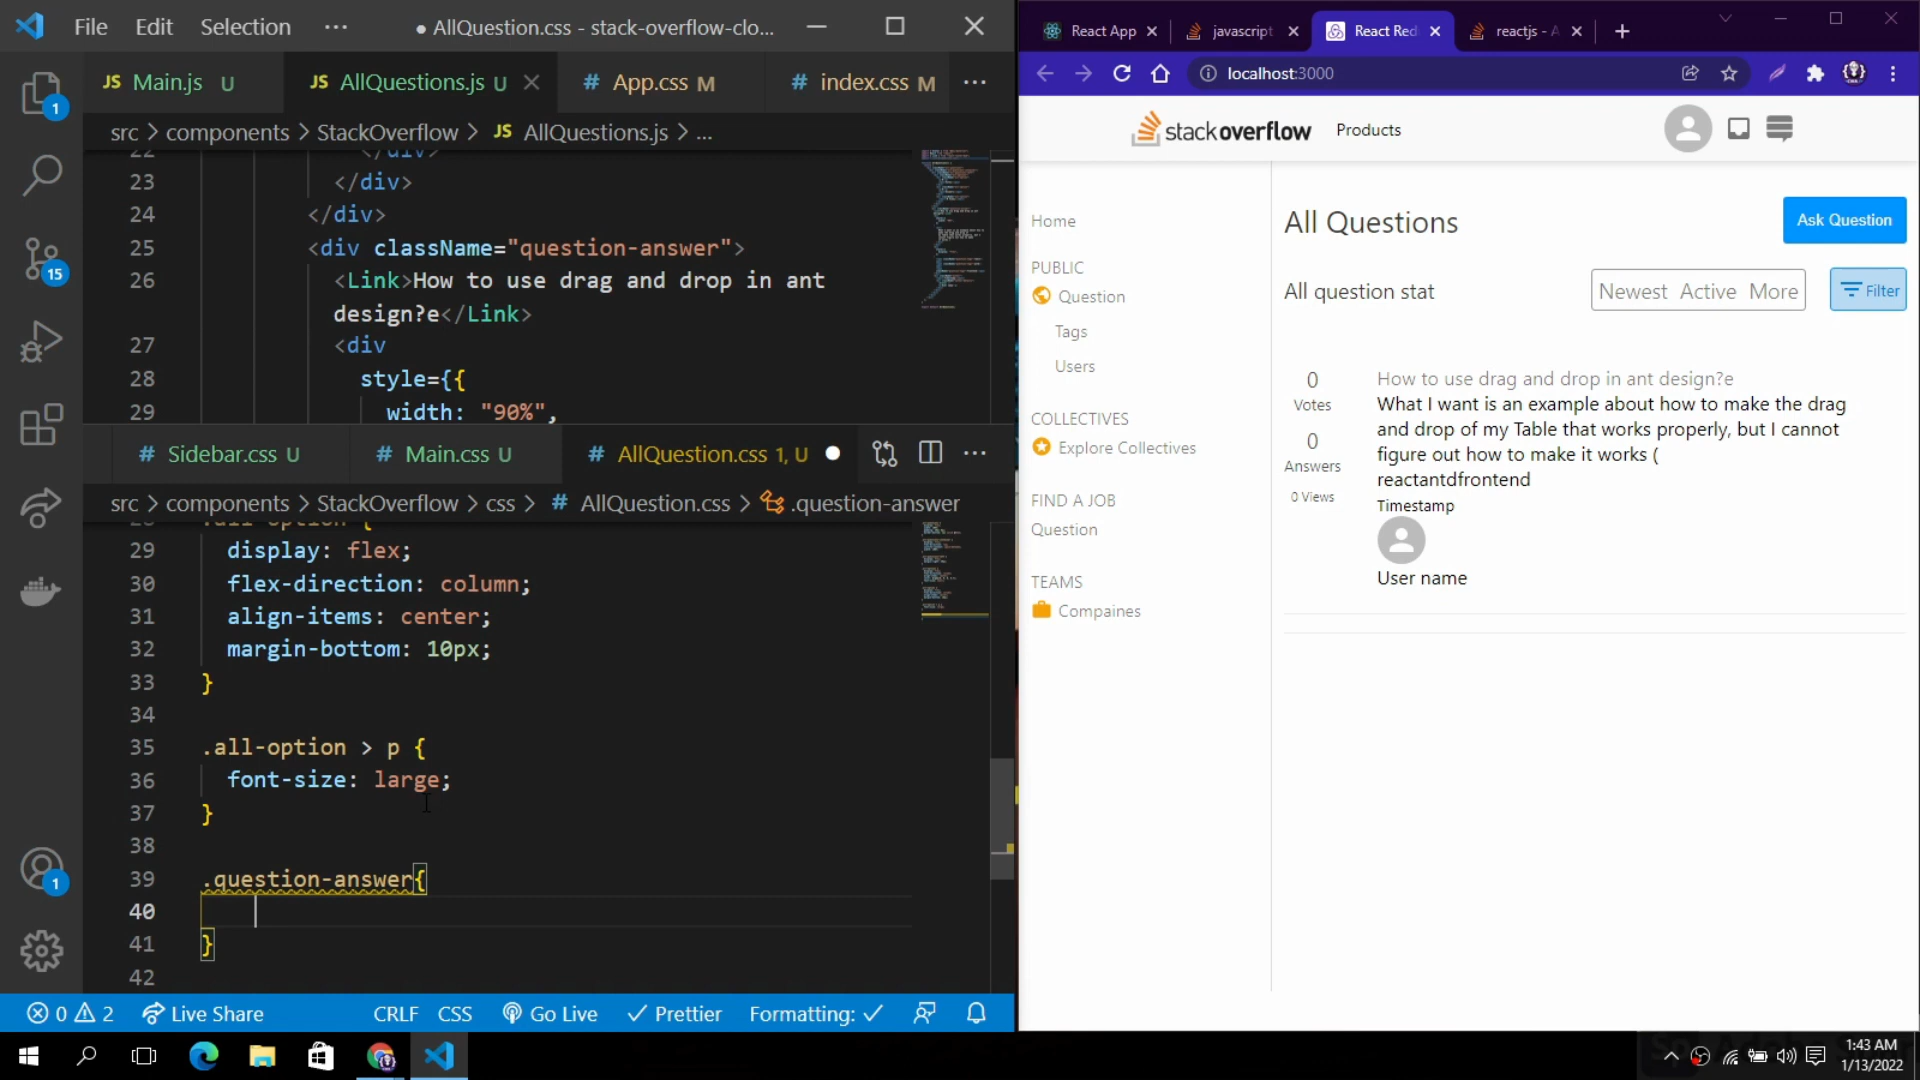 File Edit Selection ··· ● AllQuestion.css - stack-overflow-clo...
JS Main.js U JS AllQuestions.js U # App.css M # index.css M ···
src > components > StackOverflow > JS AllQuestions.js > ...
22 </div>
23 </div>
24 </div>
25 <div className="question-answer">
26 <Link>How to use drag and drop in ant
design?e</Link>
27 <div
28 style={{
29 width: "90%",
# Sidebar.css U # Main.css U # AllQuestion.css 1, U ● ···
src > components > StackOverflow > css > # AllQuestion.css > .question-answer
28 .all-option {
29 display: flex;
30 flex-direction: column;
31 align-items: center;
32 margin-bottom: 10px;
33 }
34
35 .all-option > p {
36 font-size: large;
37 }
38
39 .question-answer{
40
41 }
42
1
15
1
0 2 Live Share CRLF CSS Go Live Prettier Formatting: ✓
React App javascript React Red reactjs - A
localhost:3000
stackoverflow Products
Home
PUBLIC
Question
Tags
Users
COLLECTIVES
Explore Collectives
FIND A JOB
Question
TEAMS
Compaines
All Questions Ask Question
All question stat Newest Active More Filter
0
Votes
0
Answers
0 Views
How to use drag and drop in ant design?e
What I want is an example about how to make the drag
and drop of my Table that works properly, but I cannot
figure out how to make it works (
reactantdfrontend
Timestamp
User name
1:43 AM
1/13/2022